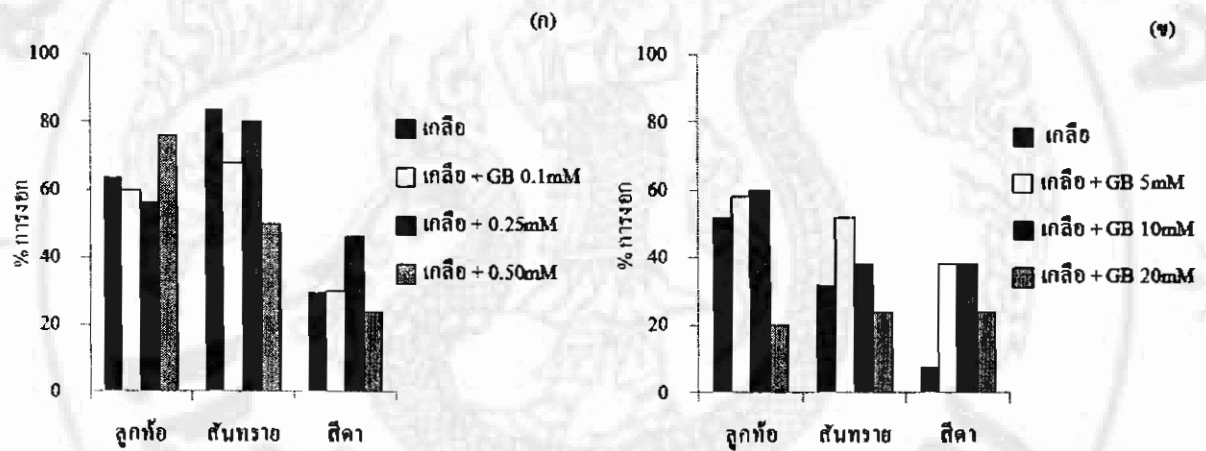 (ก)
100
80
60
40
20
0
% การงอก
ลูกท้อ สันทราย สีดา
เกลือ
เกลือ + GB 0.1mM
เกลือ + 0.25mM
เกลือ + 0.50mM
(ข)
100
80
60
40
20
0
% การงอก
ลูกท้อ สันทราย สีดา
เกลือ
เกลือ + GB 5mM
เกลือ + GB 10mM
เกลือ + GB 20mM